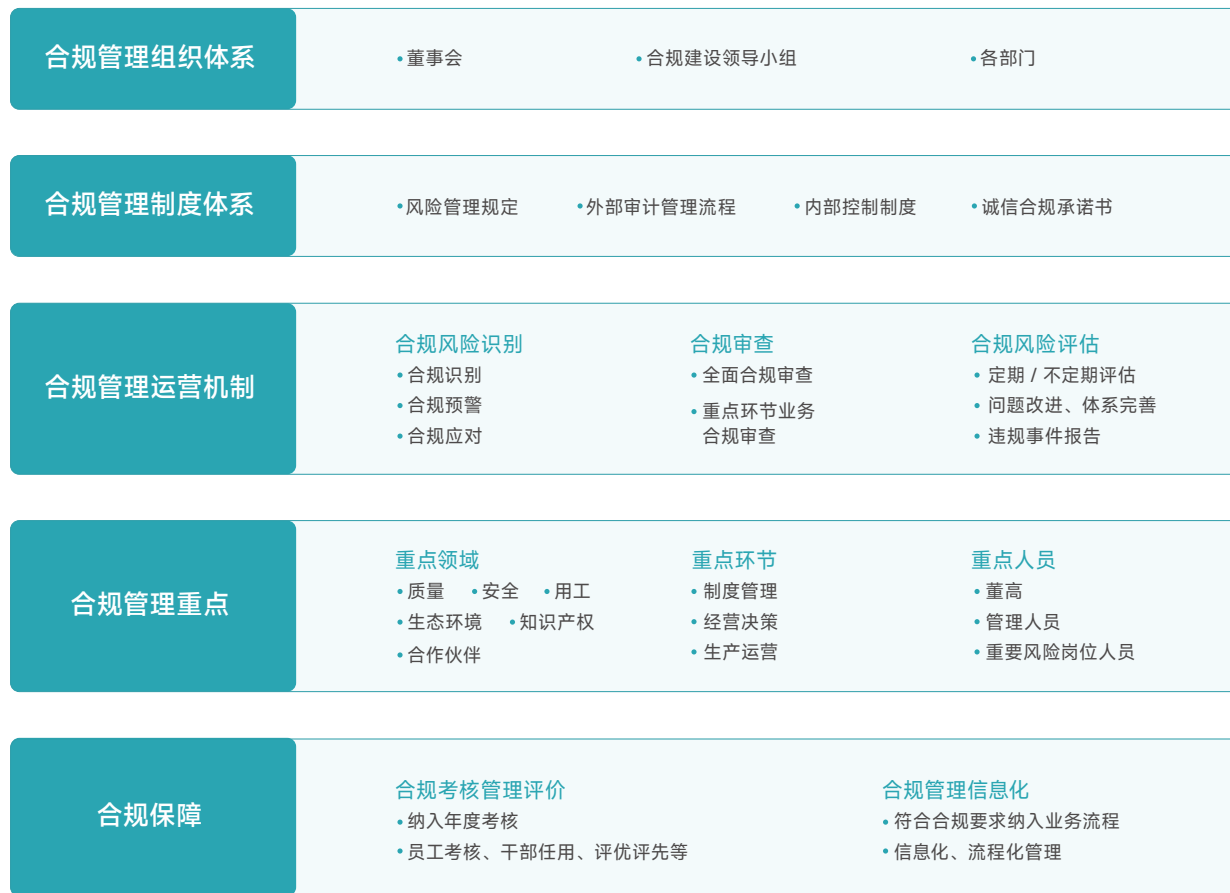 合规管理组织体系
•董事会
•合规建设领导小组
•各部门
合规管理制度体系
•风险管理规定
•外部审计管理流程
•内部控制制度
•诚信合规承诺书
合规管理运营机制
合规风险识别
•合规识别
•合规预警
•合规应对
合规审查
•全面合规审查
•重点环节业务
合规审查
合规风险评估
•定期 / 不定期评估
•问题改进、体系完善
•违规事件报告
合规管理重点
重点领域
•质量 •安全 •用工
•生态环境 •知识产权
•合作伙伴
重点环节
•制度管理
•经营决策
•生产运营
重点人员
•董高
•管理人员
•重要风险岗位人员
合规保障
合规考核管理评价
•纳入年度考核
•员工考核、干部任用、评优评先等
合规管理信息化
•符合合规要求纳入业务流程
•信息化、流程化管理